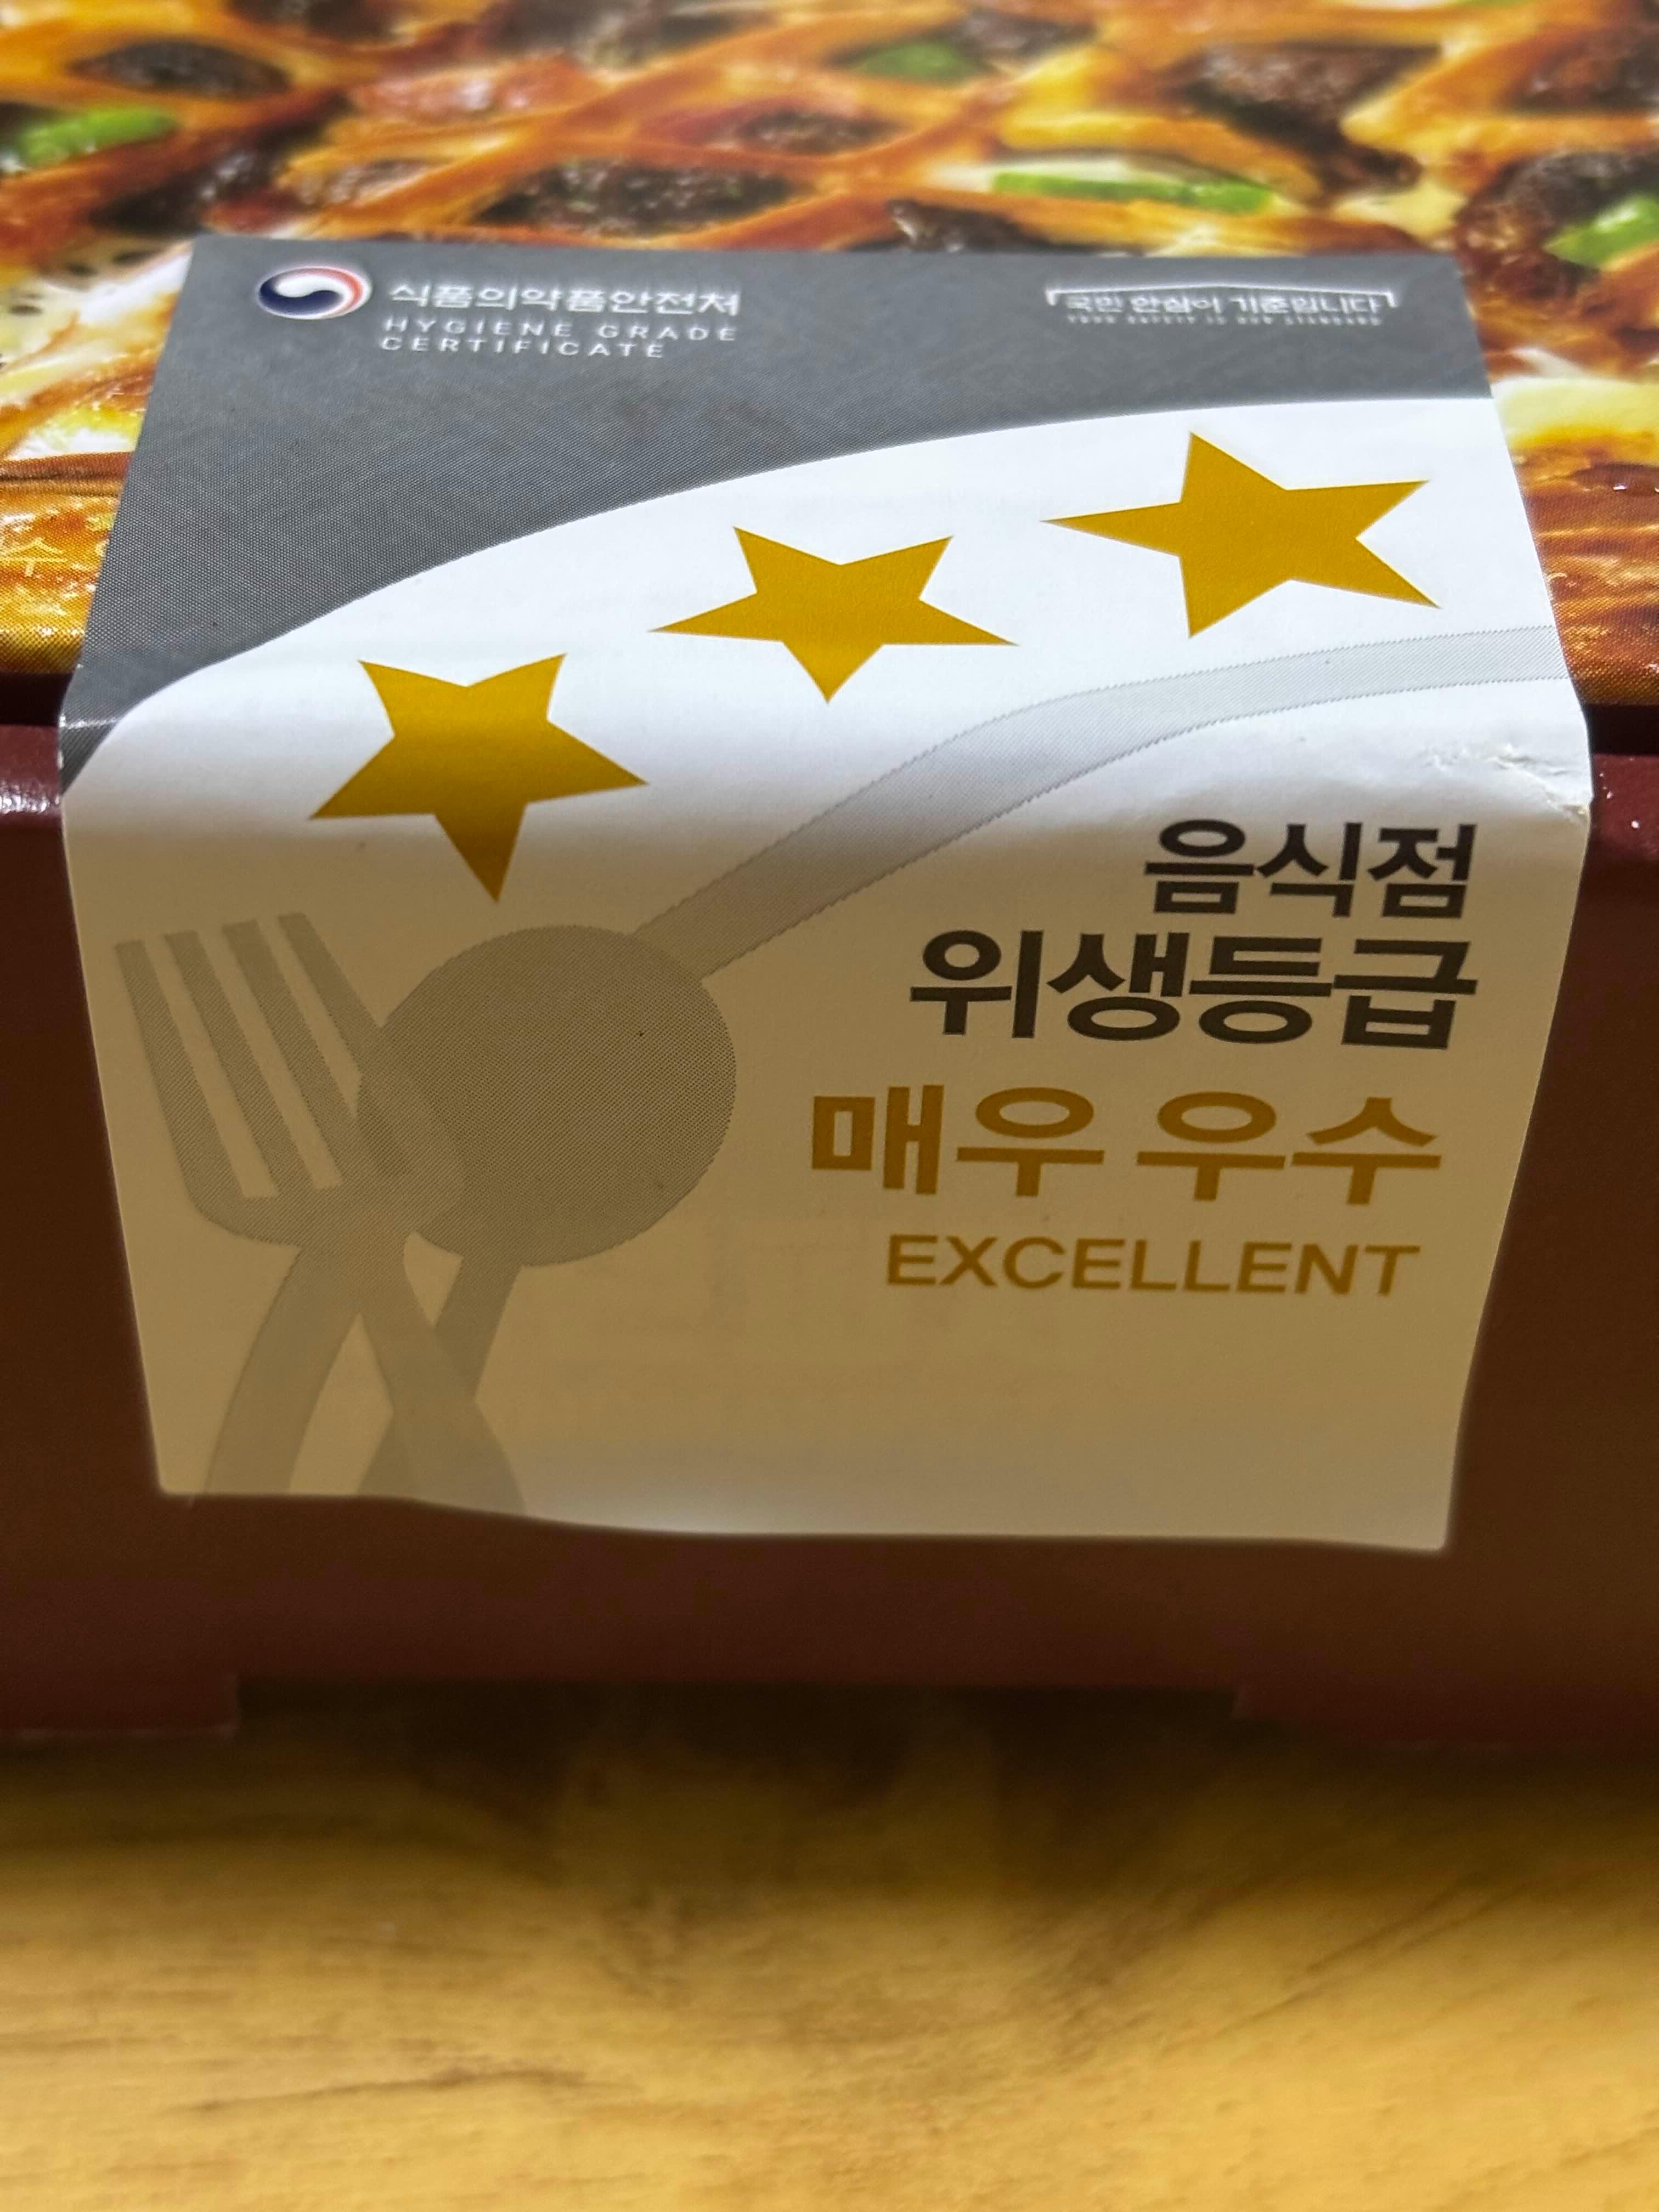 식품의약품안전처
HYGIENE GRADE
CERTIFICATE
국민 안심이 기준입니다
음식점
위생등급
매우 우수
EXCELLENT
수